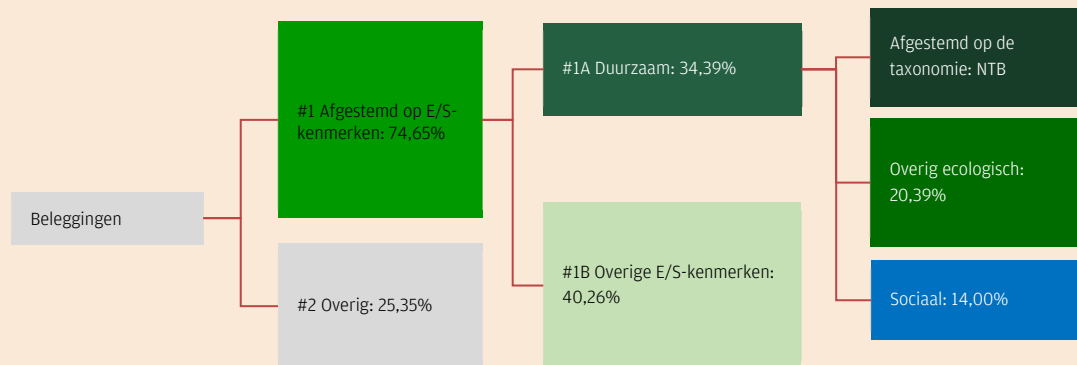 Beleggingen
#1 Afgestemd op E/S-
kenmerken: 74,65%
#2 Overig: 25,35%
#1A Duurzaam: 34,39%
#1B Overige E/S-kenmerken:
40,26%
Afgestemd op de
taxonomie: NTB
Overig ecologisch:
20,39%
Sociaal: 14,00%